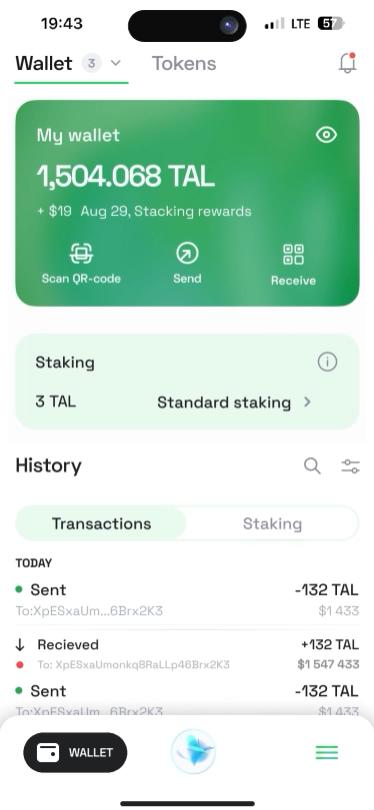 19:43 LTE 57
Wallet 3 Tokens
My wallet
1,504.068 TAL
+ $19 Aug 29, Stacking rewards
Scan QR-code Send Receive
Staking
3 TAL Standard staking
History
Transactions Staking
TODAY
Sent -132 TAL
To:XpESxaUm...6Brx2K3 $1 433
Recieved +132 TAL
To: XpESxaUmonkq8RaLLp46Brx2K3 $1 547 433
Sent -132 TAL
To:XpESxaUm...6Brx2K3 $1 433
WALLET